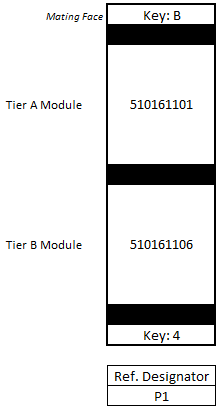 Mating Face Key: B
Tier A Module 510161101
Tier B Module 510161106
Key: 4
Ref. Designator
P1